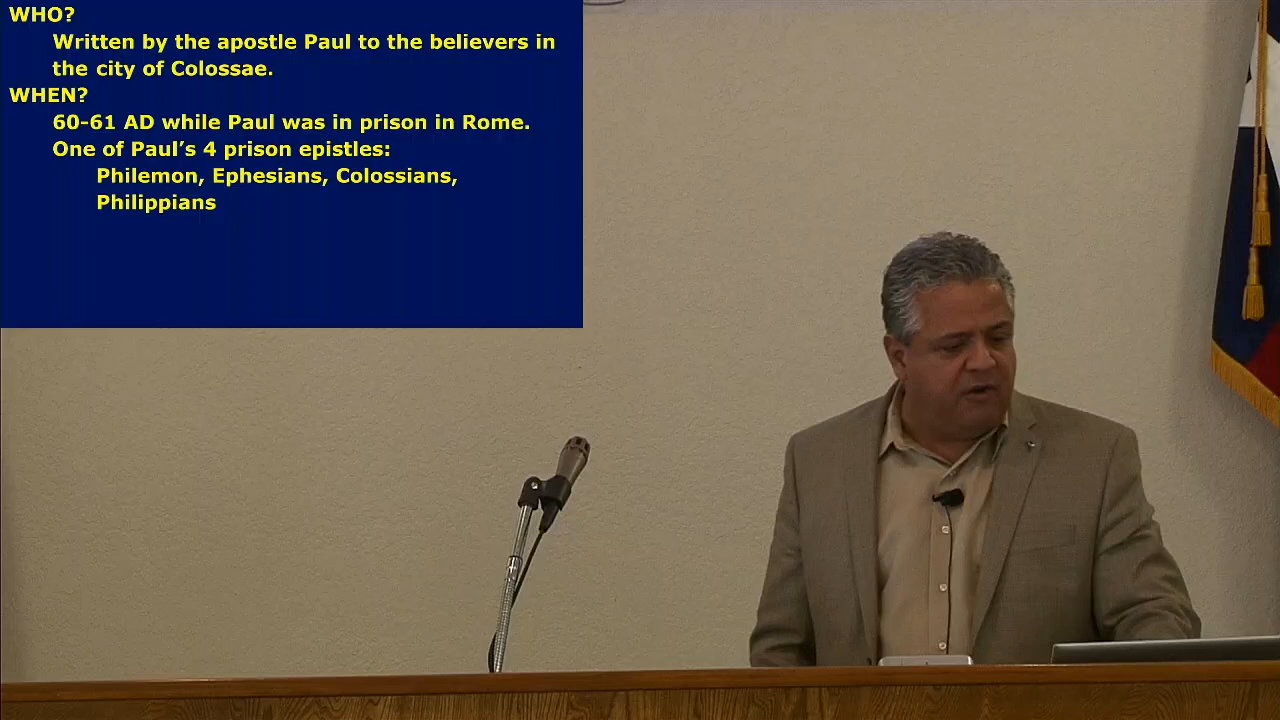 WHO?
Written by the apostle Paul to the believers in
the city of Colossae.
WHEN?
60-61 AD while Paul was in prison in Rome.
One of Paul’s 4 prison epistles:
Philemon, Ephesians, Colossians,
Philippians